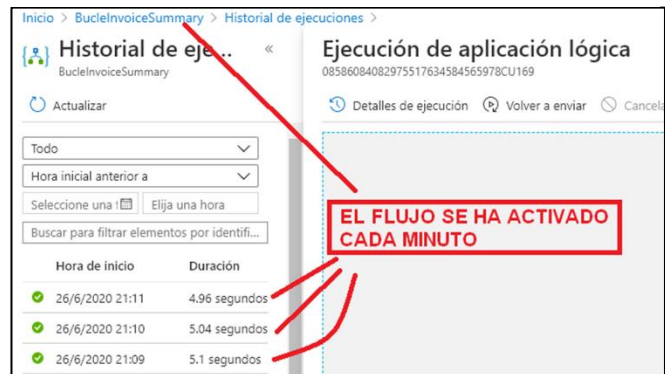 Inicio > BucleInvoiceSummary > Historial de ejecuciones >
Historial de eje... «
BucleInvoiceSummary
Actualizar
Todo
Hora inicial anterior a
Seleccione una f Elija una hora
Buscar para filtrar elementos por identifi...
Hora de inicio Duración
26/6/2020 21:11 4.96 segundos
26/6/2020 21:10 5.04 segundos
26/6/2020 21:09 5.1 segundos
Ejecución de aplicación lógica
08586084082975517634584565978CU169
Detalles de ejecución Volver a enviar Cancela
EL FLUJO SE HA ACTIVADO
CADA MINUTO